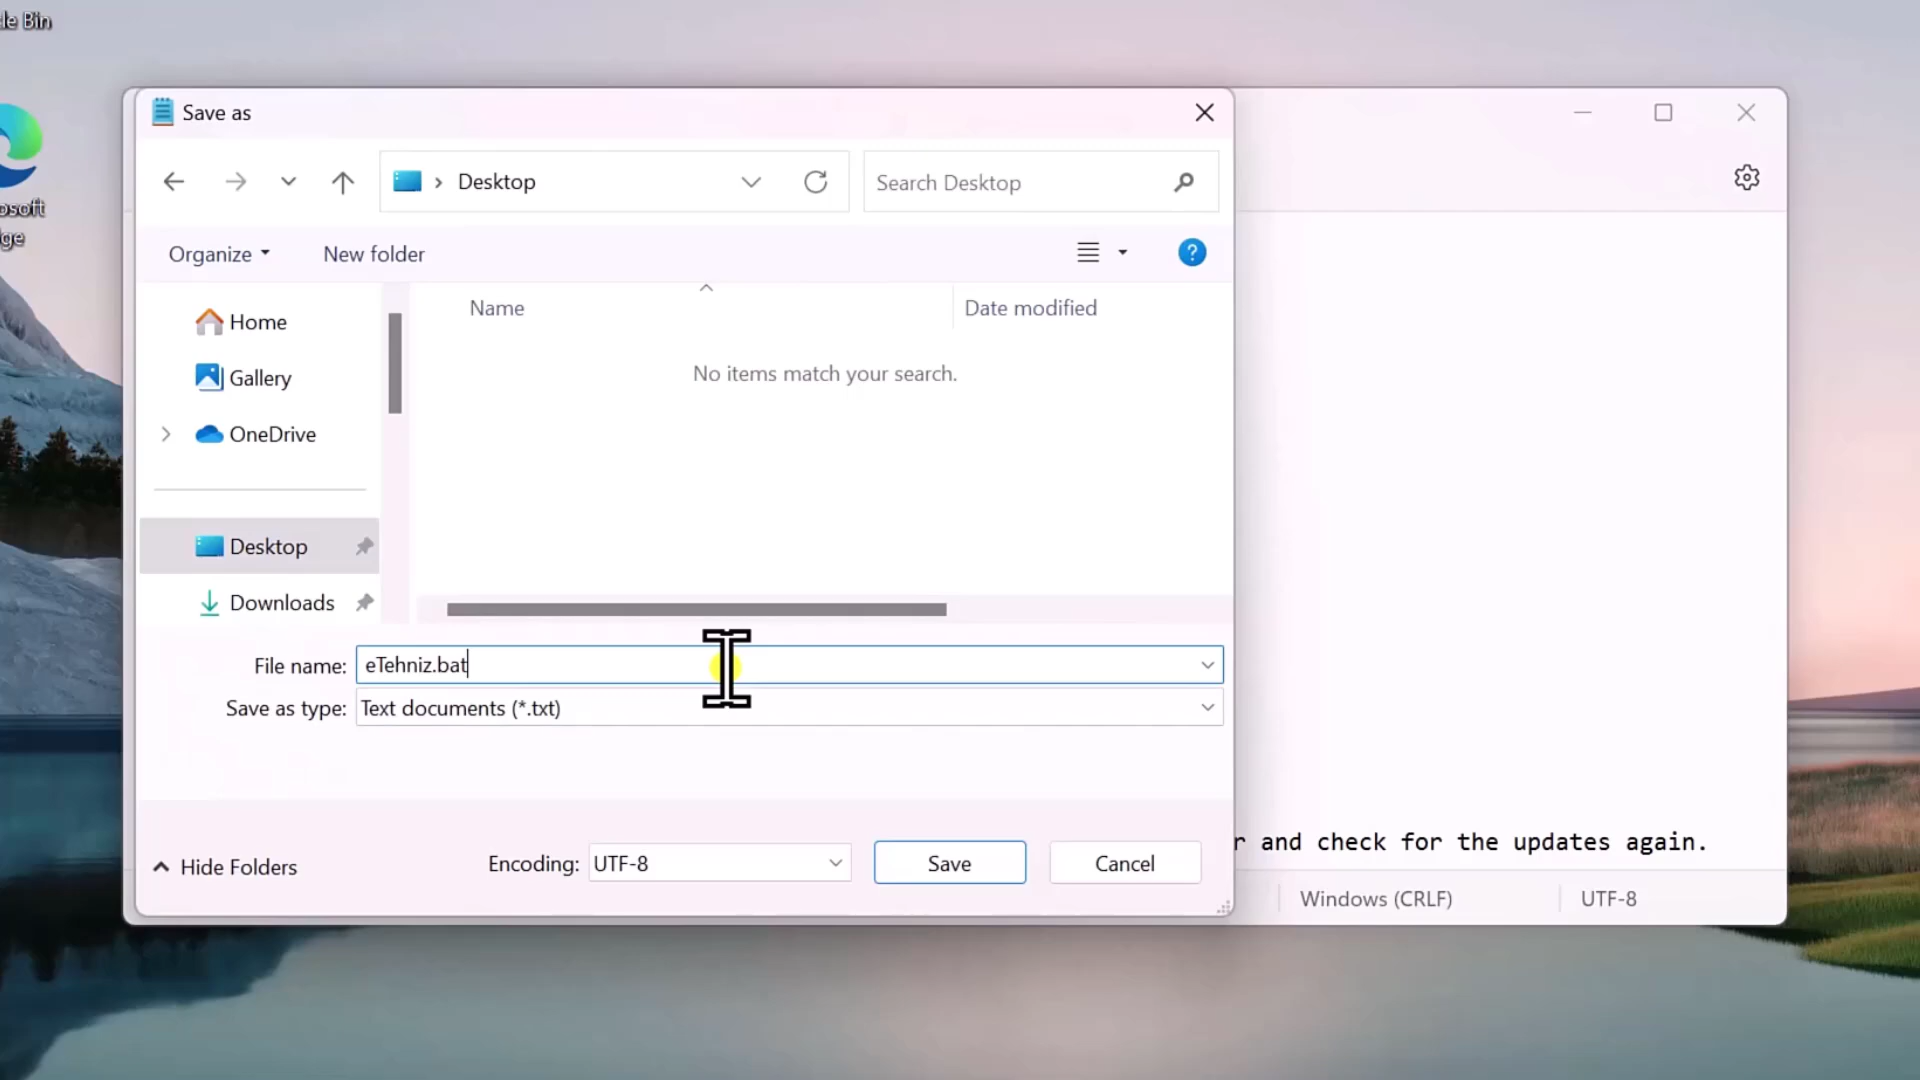 le Bin
osoft
ge
Save as
Desktop
Search Desktop
Organize
New folder
?
Home
Gallery
OneDrive
Desktop
Downloads
Name
Date modified
No items match your search.
File name: eTehniz.bat
Save as type: Text documents (*.txt)
Hide Folders
Encoding: UTF-8
Save
Cancel
r and check for the updates again.
Windows (CRLF)
UTF-8